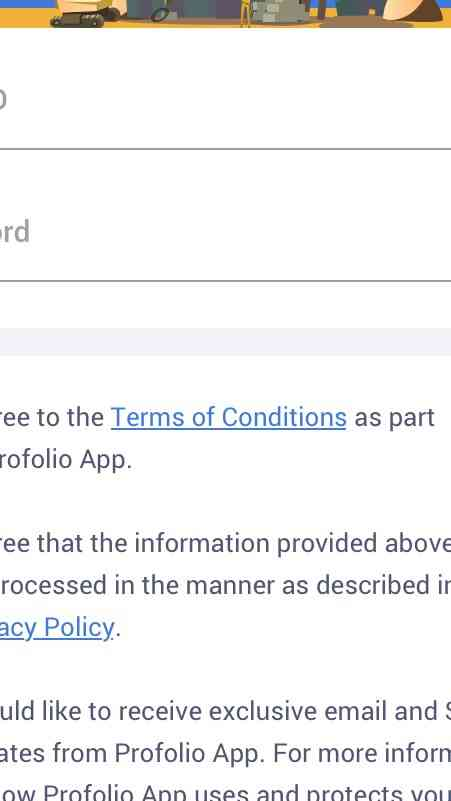 ree to the Terms of Conditions as part
rofolio App.
ree that the information provided above
rocessed in the manner as described i
acy Policy.
uld like to receive exclusive email and S
ates from Profolio App. For more inform
ow Profolio App uses and protects you